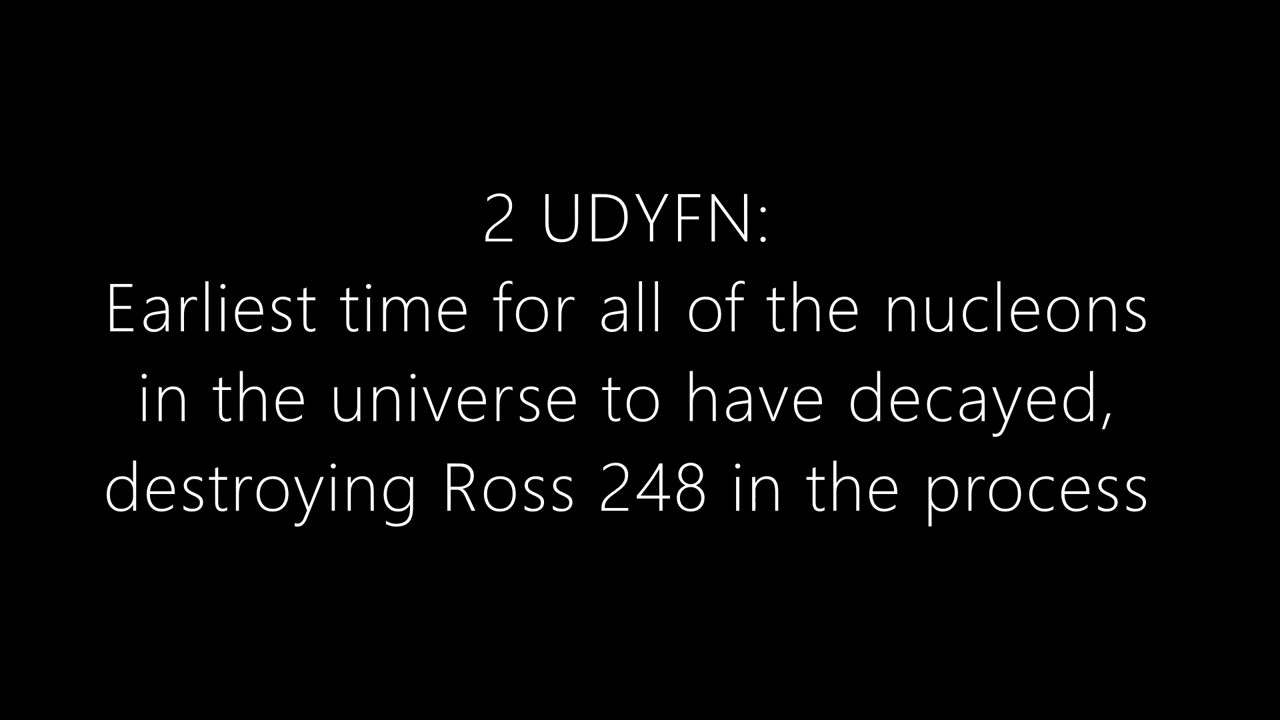 2 UDYFN:
Earliest time for all of the nucleons
in the universe to have decayed,
destroying Ross 248 in the process